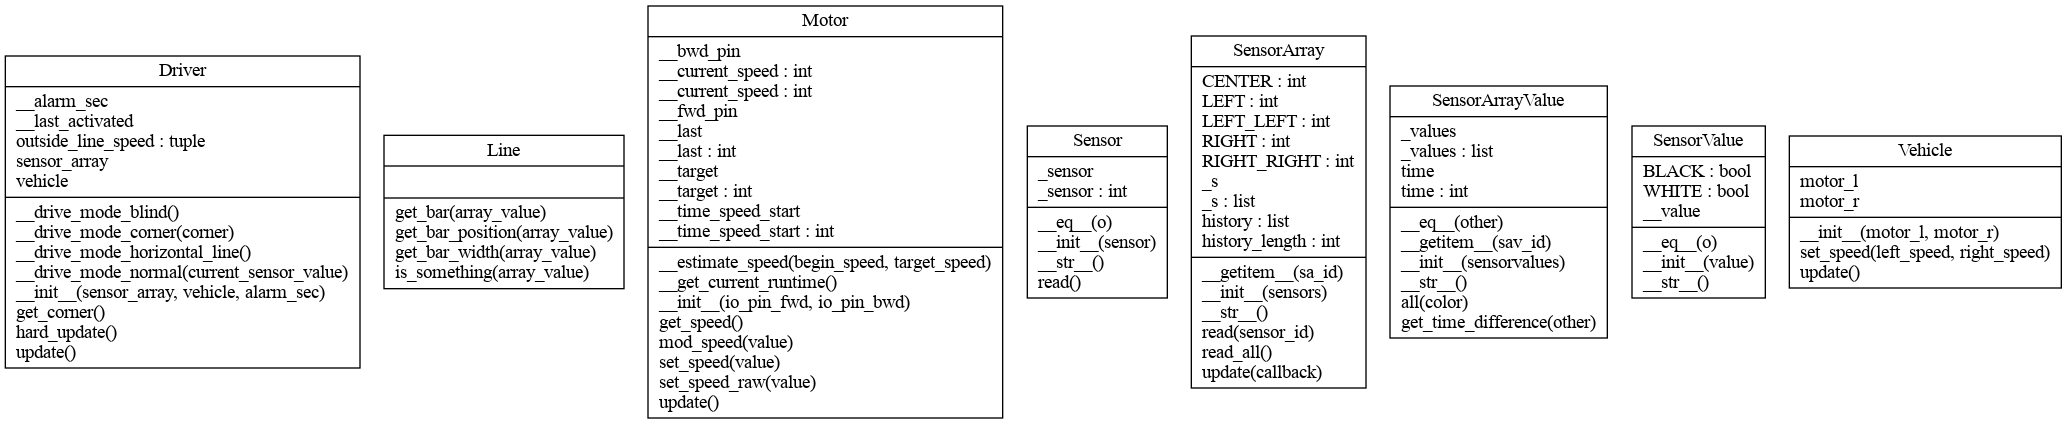 Driver
__alarm_sec
__last_activated
outside_line_speed : tuple
sensor_array
vehicle
__drive_mode_blind()
__drive_mode_corner(corner)
__drive_mode_horizontal_line()
__drive_mode_normal(current_sensor_value)
__init__(sensor_array, vehicle, alarm_sec)
get_corner()
hard_update()
update()
Line
get_bar(array_value)
get_bar_position(array_value)
get_bar_width(array_value)
is_something(array_value)
Motor
__bwd_pin
__current_speed : int
__current_speed : int
__fwd_pin
__last
__last : int
__target
__target : int
__time_speed_start
__time_speed_start : int
__estimate_speed(begin_speed, target_speed)
__get_current_runtime()
__init__(io_pin_fwd, io_pin_bwd)
get_speed()
mod_speed(value)
set_speed(value)
set_speed_raw(value)
update()
Sensor
_sensor
_sensor : int
__eq__(o)
__init__(sensor)
__str__()
read()
SensorArray
CENTER : int
LEFT : int
LEFT_LEFT : int
RIGHT : int
RIGHT_RIGHT : int
_s
_s : list
history : list
history_length : int
__getitem__(sa_id)
__init__(sensors)
__str__()
read(sensor_id)
read_all()
update(callback)
SensorArrayValue
_values
_values : list
time
time : int
__eq__(other)
__getitem__(sav_id)
__init__(sensorvalues)
__str__()
all(color)
get_time_difference(other)
SensorValue
BLACK : bool
WHITE : bool
__value
__eq__(o)
__init__(value)
__str__()
Vehicle
motor_l
motor_r
__init__(motor_l, motor_r)
set_speed(left_speed, right_speed)
update()